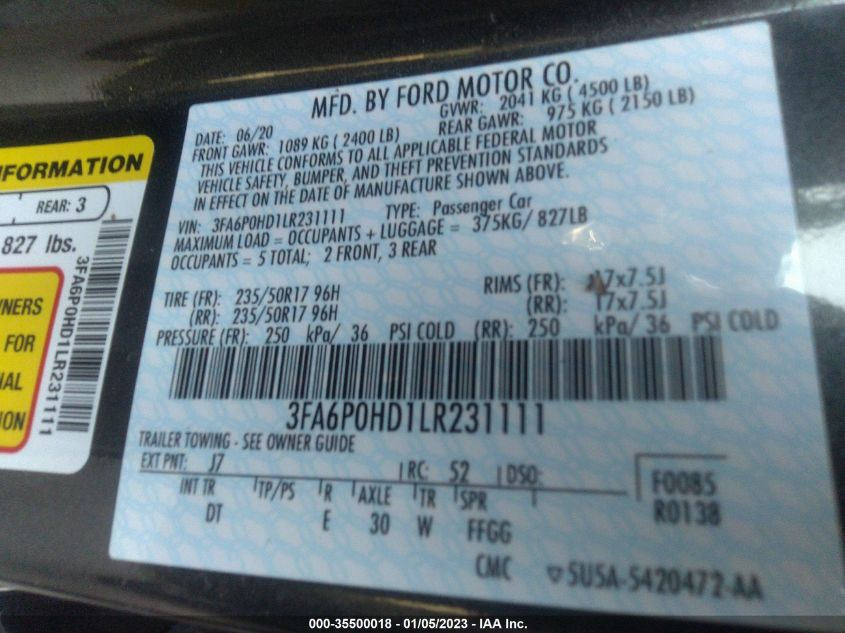 MFD. BY FORD MOTOR CO.
DATE: 06/20 GVWR: 2041 KG ( 4500 LB)
FRONT GAWR: 1089 KG ( 2400 LB) REAR GAWR: 975 KG ( 2150 LB)
THIS VEHICLE CONFORMS TO ALL APPLICABLE FEDERAL MOTOR
VEHICLE SAFETY, BUMPER, AND THEFT PREVENTION STANDARDS
IN EFFECT ON THE DATE OF MANUFACTURE SHOWN ABOVE.
VIN: 3FA6P0HD1LR231111 TYPE: Passenger Car
MAXIMUM LOAD = OCCUPANTS + LUGGAGE = 375KG/ 827LB
OCCUPANTS = 5 TOTAL; 2 FRONT, 3 REAR
TIRE (FR): 235/50R17 96H RIMS (FR): 17x7.5J
(RR): 235/50R17 96H (RR): 17x7.5J
PRESSURE (FR): 250 kPa/ 36 PSI COLD (RR): 250 kPa/ 36 PSI COLD
3FA6P0HD1LR231111
TRAILER TOWING - SEE OWNER GUIDE
EXT PNT: J7 RC: 52 DSO:
INT TR TP/PS R AXLE TR SPR
DT E 30 W FFGG
F0085
R0138
CMC ▽5U5A-5420472-AA
NFORMATION
REAR: 3
827 lbs.
WNERS
FOR
NAL
ION
3FA6P0HD1LR231111
000-35500018 - 01/05/2023 - IAA Inc.